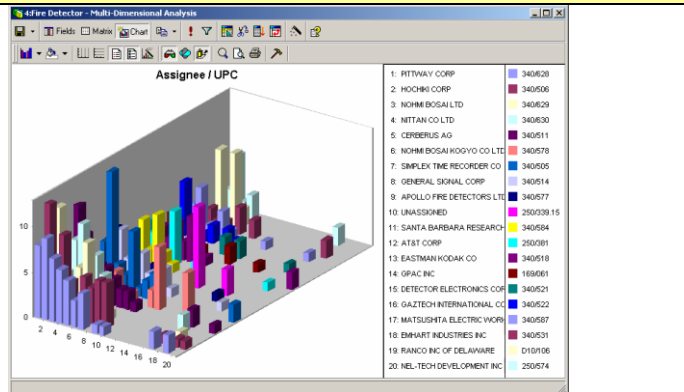 4:Fire Detector - Multi-Dimensional Analysis
Fields Matrix Chart
Assignee / UPC
10
5
0
2 4 6 8 10 12 14 16 18 20
1: PITTWAY CORP 340/628
2: HOCHIKI CORP 340/506
3: NOHMI BOSAI LTD 340/629
4: NITTAN CO LTD 340/630
5: CERBERUS AG 340/511
6: NOHMI BOSAI KOGYO CO LTD 340/578
7: SIMPLEX TIME RECORDER CO 340/505
8: GENERAL SIGNAL CORP 340/514
9: APOLLO FIRE DETECTORS LTD 340/577
10: UNASSIGNED 250/339.15
11: SANTA BARBARA RESEARCH 340/584
12: AT&T CORP 250/381
13: EASTMAN KODAK CO 340/518
14: GPAC INC 169/061
15: DETECTOR ELECTRONICS COR 340/521
16: GAZTECH INTERNATIONAL CO 340/522
17: MATSUSHITA ELECTRIC WORK 340/587
18: EMHART INDUSTRIES INC 340/531
19: RANCO INC OF DELAWARE D10/106
20: NEL-TECH DEVELOPMENT INC 250/574